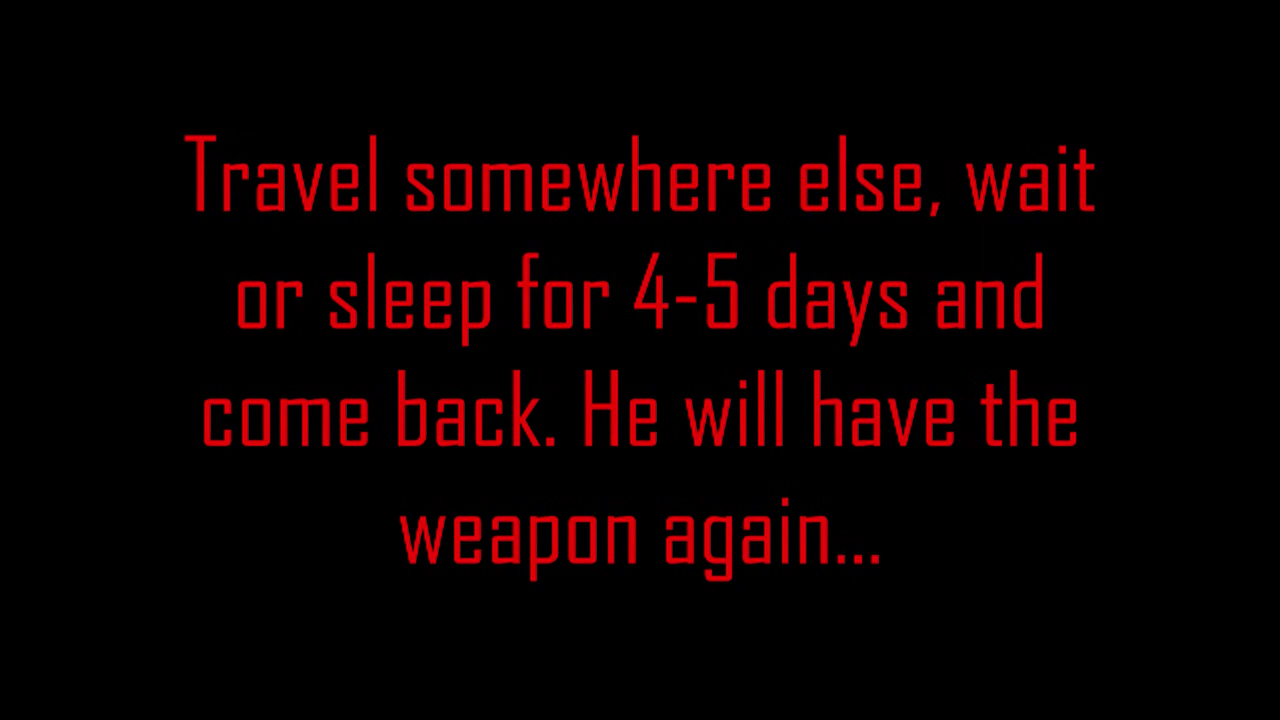 Travel somewhere else, wait
or sleep for 4-5 days and
come back. He will have the
weapon again...